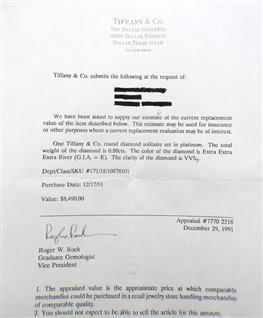 TIFFANY & CO.
THE DALLAS GALLERIA
DALLAS PARKWAY
DALLAS TEXAS 75240
Tiffany & Co. submits the following at the request of:
We have been asked to supply our estimate of the current replacement
value of the item described below. This estimate may be used for insurance
or other purposes where a current replacement evaluation may be of interest.
One Tiffany & Co. round diamond solitaire set in platinum. The total
weight of the diamond is 0.80cts. The color of the diamond is Extra Extra
Extra River (G.I.A. = E). The clarity of the diamond is VVS2.
Dept/Class/SKU #171/18/10878101
Purchase Date: 12/17/91
Value: $8,490.00
Appraisal #7770 2318
December 29, 1991
Roger W. Rock
Graduate Gemologist
Vice President
1. The appraised value is the approximate price at which comparable
merchandise could be purchased in a retail jewelry store handling merchandise
of comparable quality.
2. You should not expect to be able to sell the article for this amount.